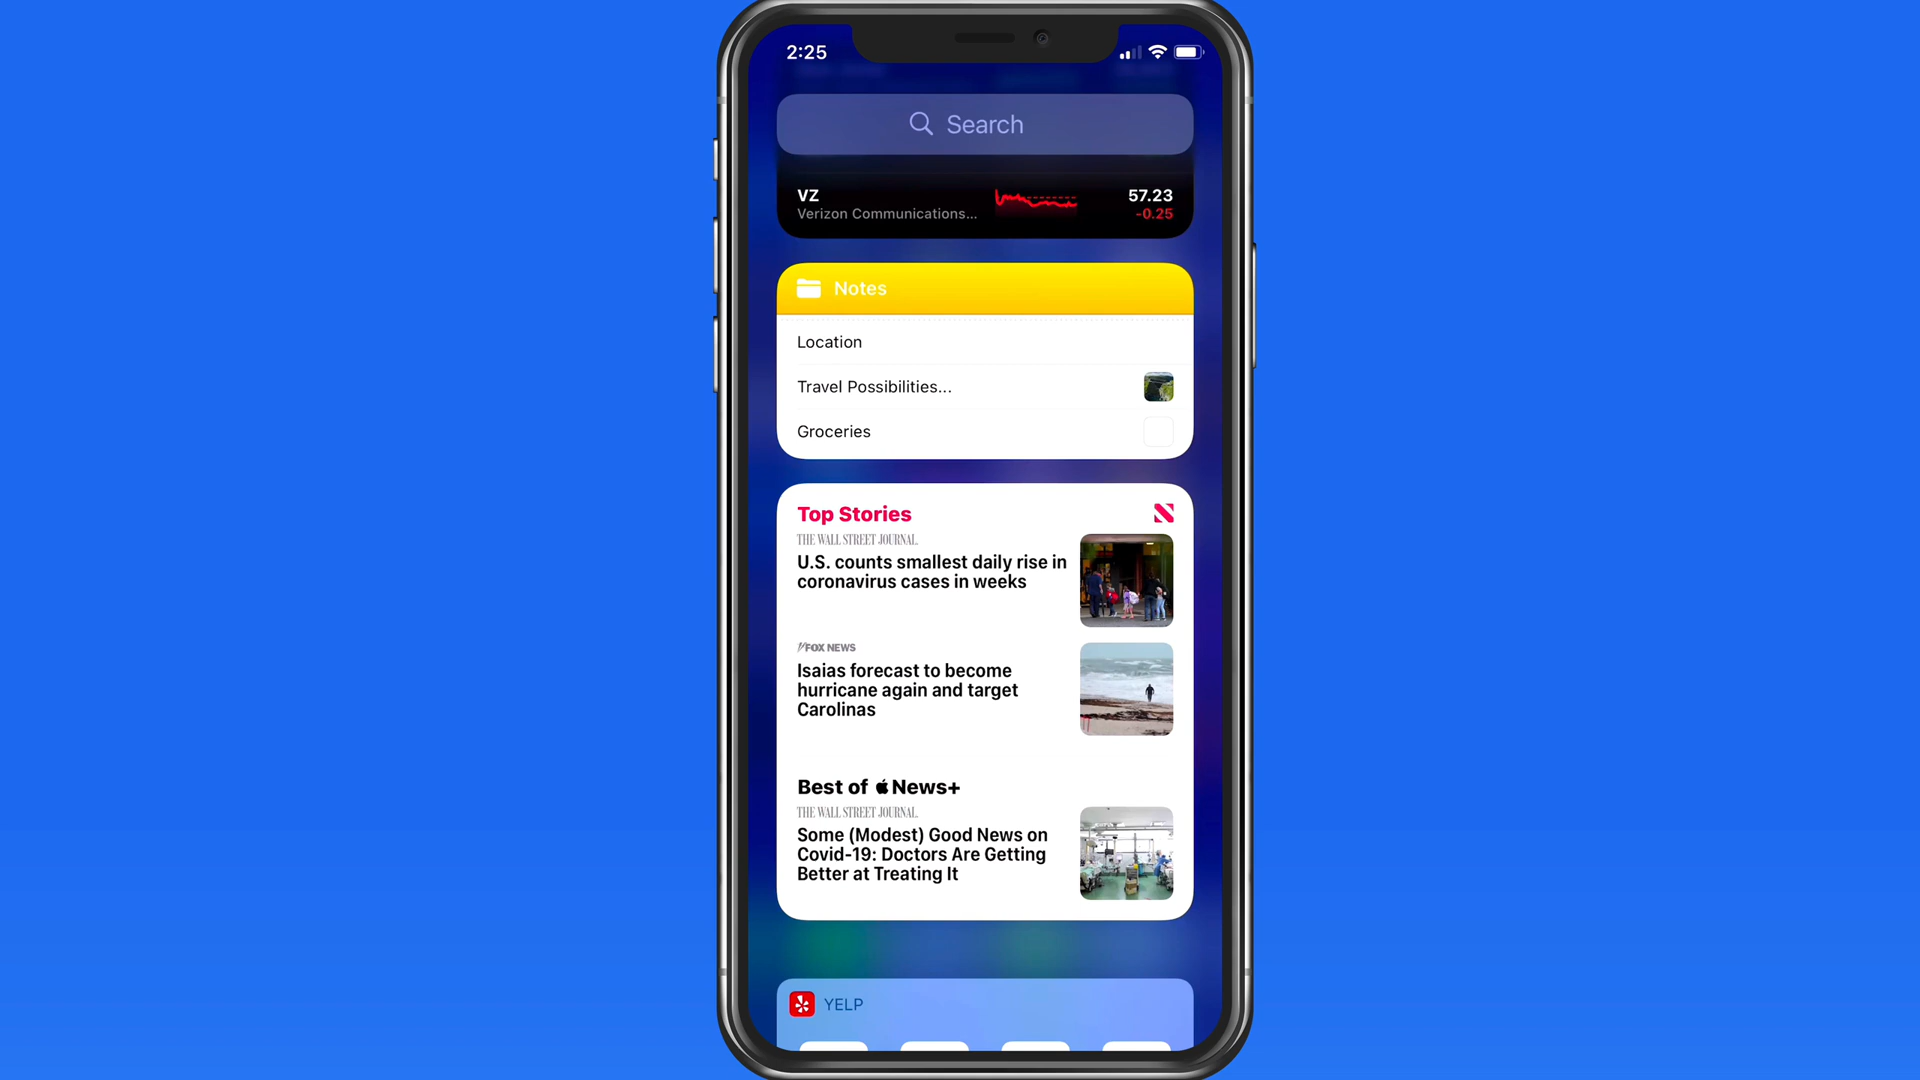 2:25
Search
VZ 57.23
Verizon Communications... -0.25
Notes
Location
Travel Possibilities...
Groceries
Top Stories
THE WALL STREET JOURNAL.
U.S. counts smallest daily rise in
coronavirus cases in weeks
FOX NEWS
Isaias forecast to become
hurricane again and target
Carolinas
Best of News+
THE WALL STREET JOURNAL.
Some (Modest) Good News on
Covid-19: Doctors Are Getting
Better at Treating It
YELP